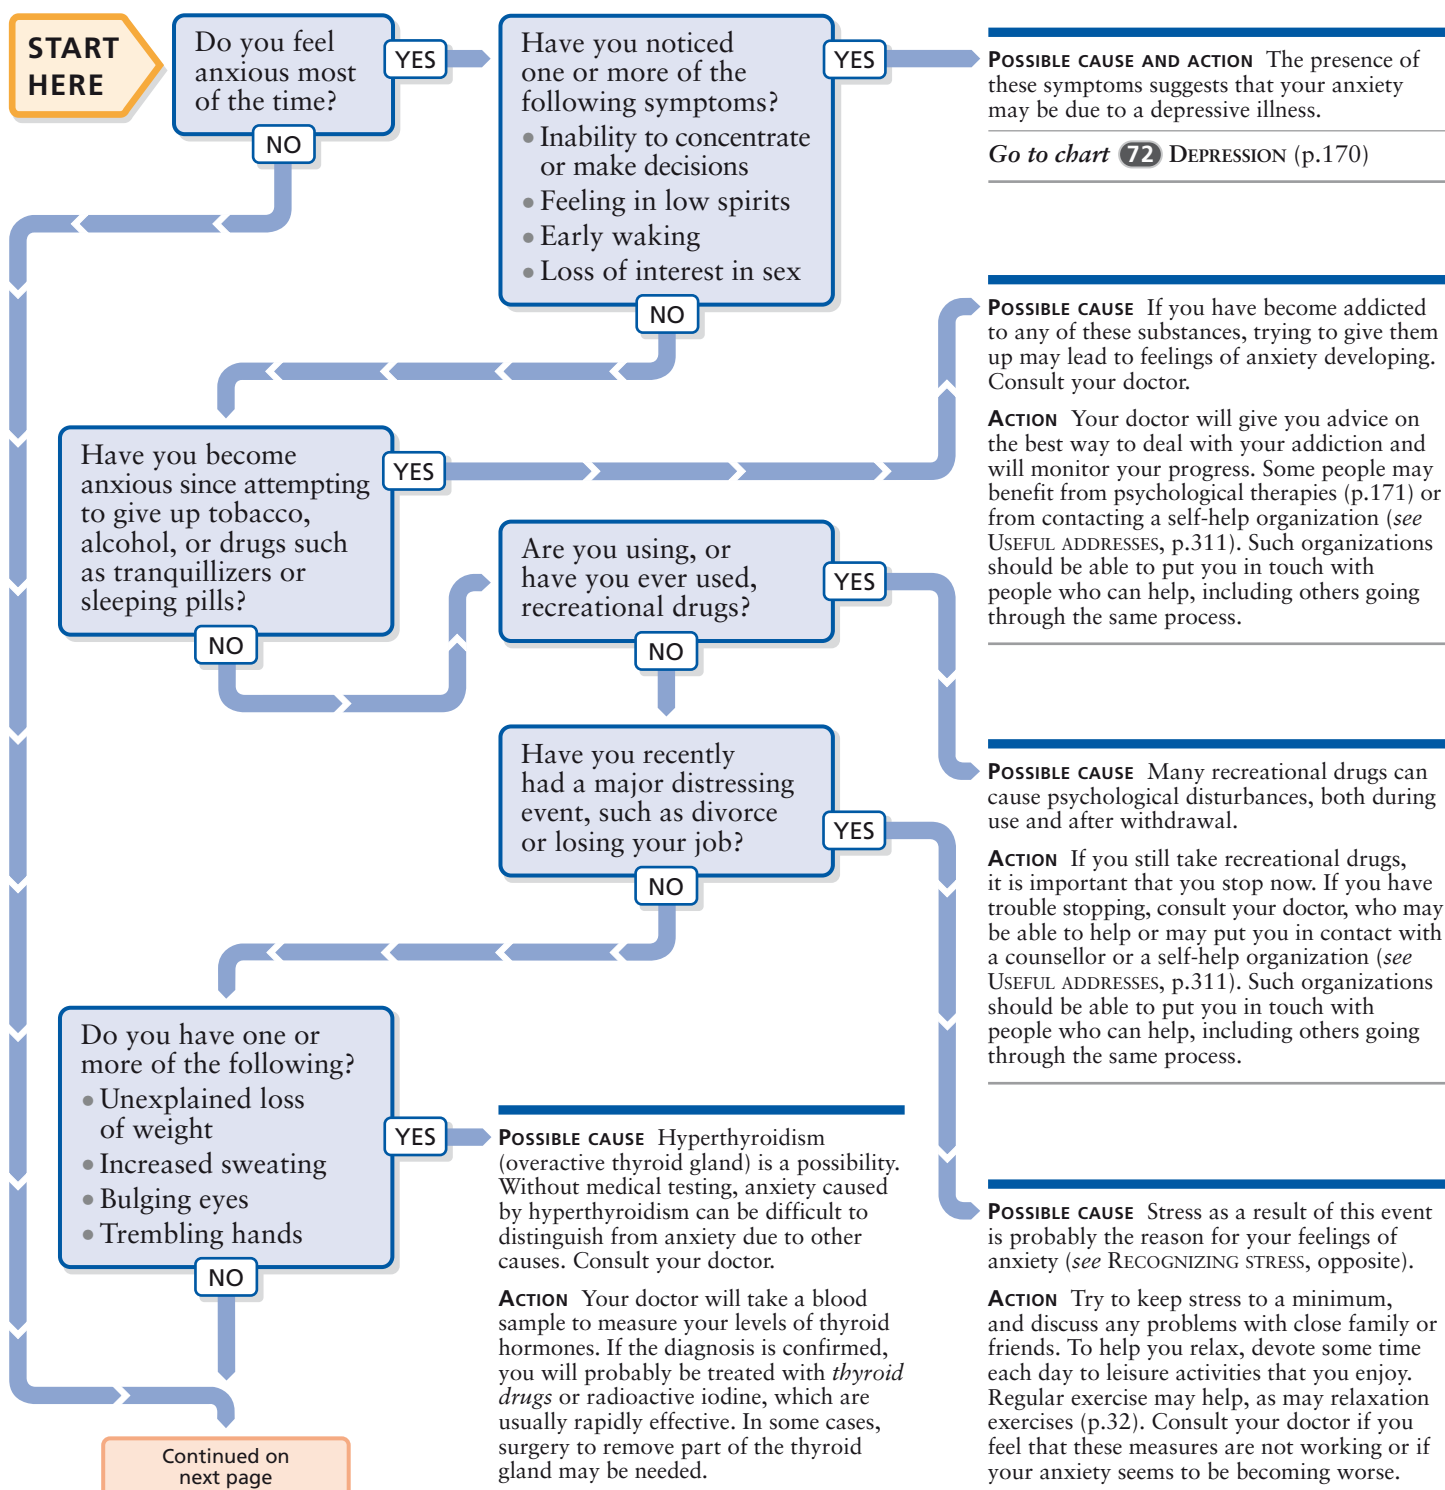 START
HERE
Do you feel
anxious most
of the time?
YES
NO
Have you noticed
one or more of the
following symptoms?
• Inability to concentrate
or make decisions
• Feeling in low spirits
• Early waking
• Loss of interest in sex
YES
NO
POSSIBLE CAUSE AND ACTION The presence of
these symptoms suggests that your anxiety
may be due to a depressive illness.
Go to chart 72 DEPRESSION (p.170)
Have you become
anxious since attempting
to give up tobacco,
alcohol, or drugs such
as tranquillizers or
sleeping pills?
YES
NO
POSSIBLE CAUSE If you have become addicted
to any of these substances, trying to give them
up may lead to feelings of anxiety developing.
Consult your doctor.
ACTION Your doctor will give you advice on
the best way to deal with your addiction and
will monitor your progress. Some people may
benefit from psychological therapies (p.171) or
from contacting a self-help organization (see
USEFUL ADDRESSES, p.311). Such organizations
should be able to put you in touch with
people who can help, including others going
through the same process.
Are you using, or
have you ever used,
recreational drugs?
YES
NO
POSSIBLE CAUSE Many recreational drugs can
cause psychological disturbances, both during
use and after withdrawal.
ACTION If you still take recreational drugs,
it is important that you stop now. If you have
trouble stopping, consult your doctor, who may
be able to help or may put you in contact with
a counsellor or a self-help organization (see
USEFUL ADDRESSES, p.311). Such organizations
should be able to put you in touch with
people who can help, including others going
through the same process.
Have you recently
had a major distressing
event, such as divorce
or losing your job?
YES
NO
POSSIBLE CAUSE Stress as a result of this event
is probably the reason for your feelings of
anxiety (see RECOGNIZING STRESS, opposite).
ACTION Try to keep stress to a minimum,
and discuss any problems with close family or
friends. To help you relax, devote some time
each day to leisure activities that you enjoy.
Regular exercise may help, as may relaxation
exercises (p.32). Consult your doctor if you
feel that these measures are not working or if
your anxiety seems to be becoming worse.
Do you have one or
more of the following?
• Unexplained loss
of weight
• Increased sweating
• Bulging eyes
• Trembling hands
YES
NO
POSSIBLE CAUSE Hyperthyroidism
(overactive thyroid gland) is a possibility.
Without medical testing, anxiety caused
by hyperthyroidism can be difficult to
distinguish from anxiety due to other
causes. Consult your doctor.
ACTION Your doctor will take a blood
sample to measure your levels of thyroid
hormones. If the diagnosis is confirmed,
you will probably be treated with thyroid
drugs or radioactive iodine, which are
usually rapidly effective. In some cases,
surgery to remove part of the thyroid
gland may be needed.
Continued on
next page